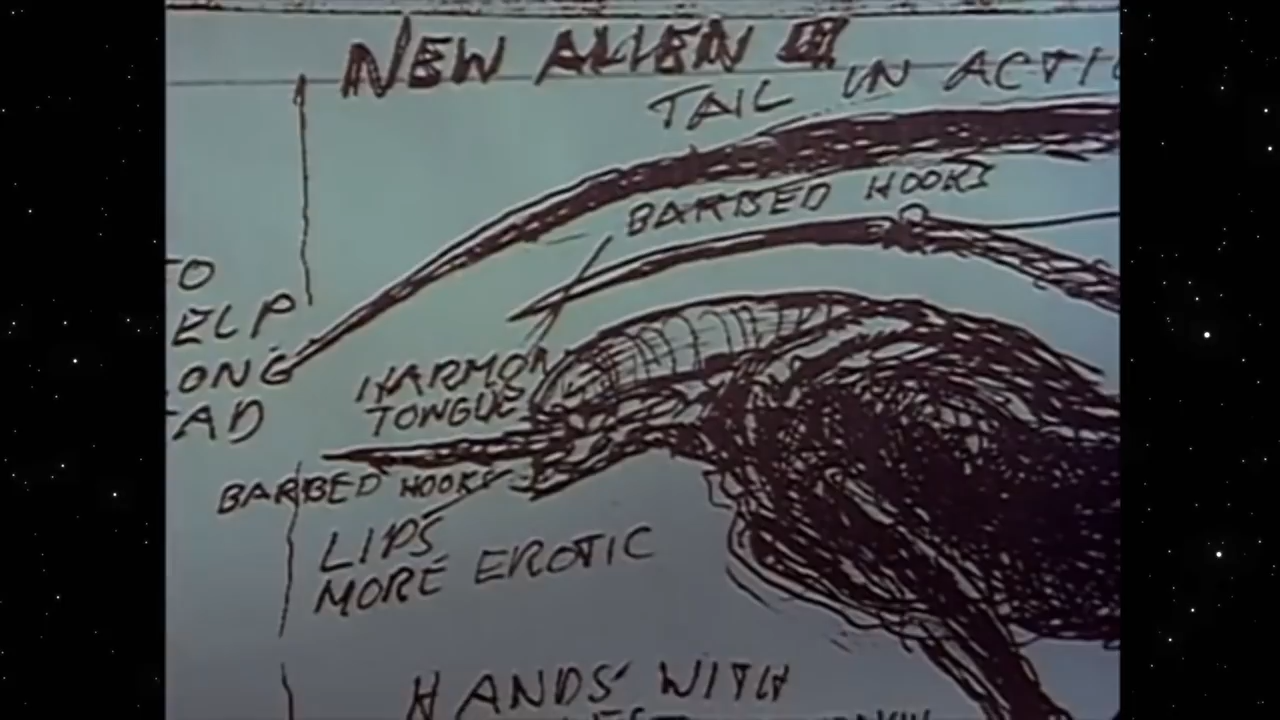 NEW ALIEN III
TAIL IN ACTI
BARBED HOOKS
TO
ELP
ONG
AD
HARMON
TONGUE
BARBED HOOKS
LIPS
MORE EROTIC
HANDS WITH